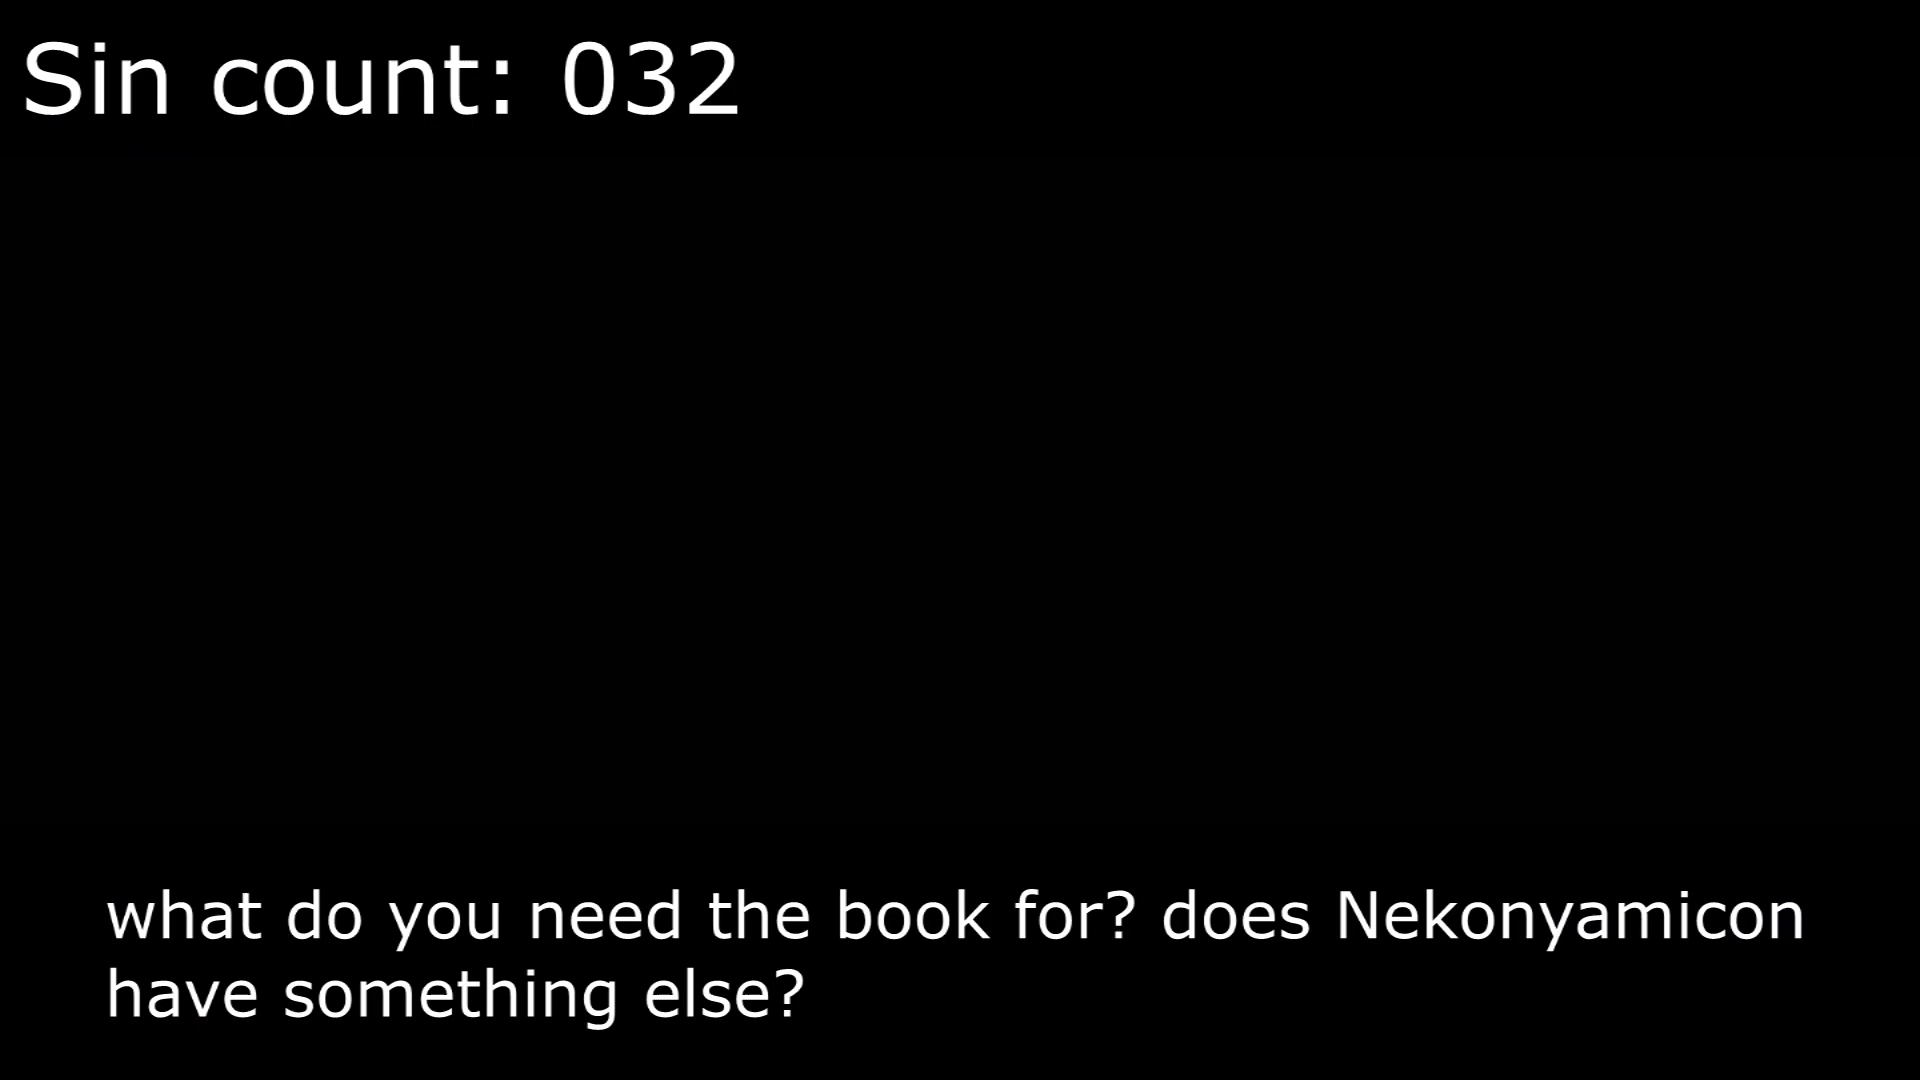 Sin count: 032
what do you need the book for? does Nekonyamicon
have something else?